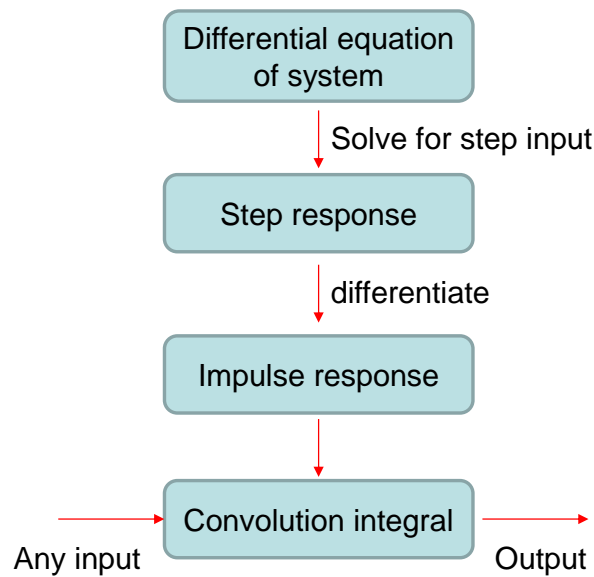 Differential equation
of system
Solve for step input
Step response
differentiate
Impulse response
Convolution integral
Any input
Output